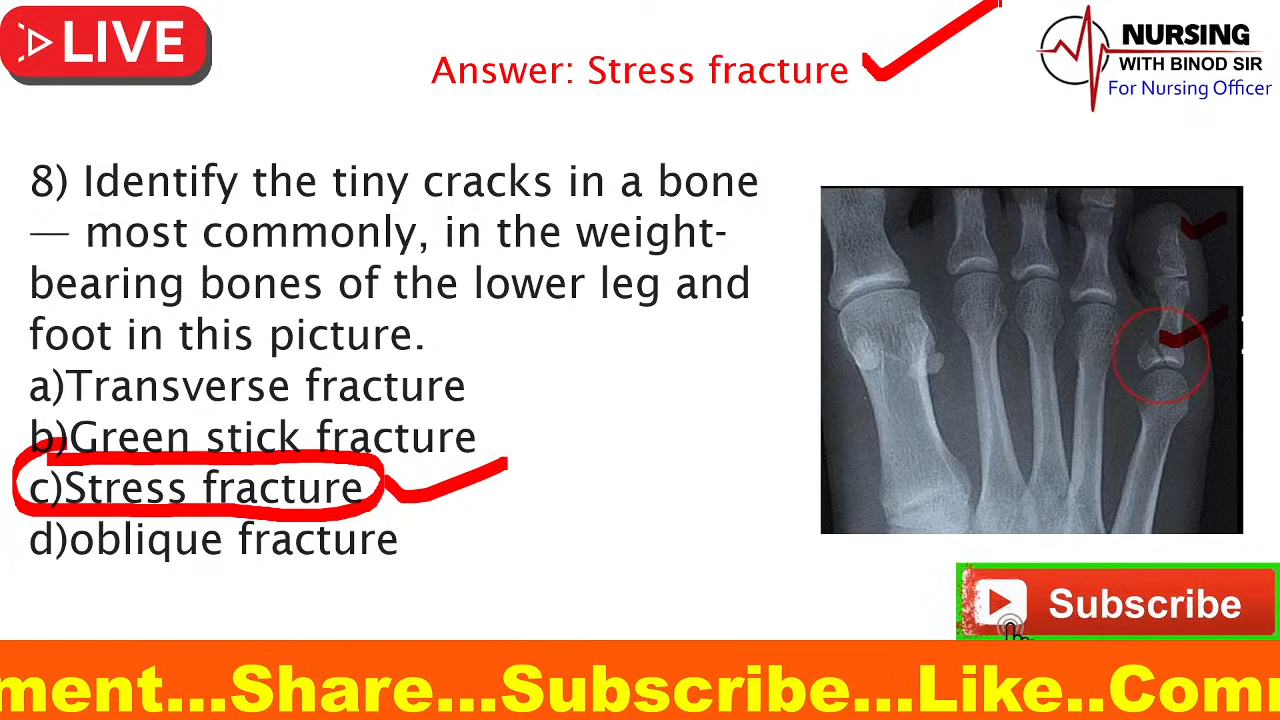 LIVE
Answer: Stress fracture
NURSING
WITH BINOD SIR
For Nursing Officer
8) Identify the tiny cracks in a bone
— most commonly, in the weight-
bearing bones of the lower leg and
foot in this picture.
a)Transverse fracture
b)Green stick fracture
c)Stress fracture
d)oblique fracture
Subscribe
ment...Share...Subscribe...Like..Com